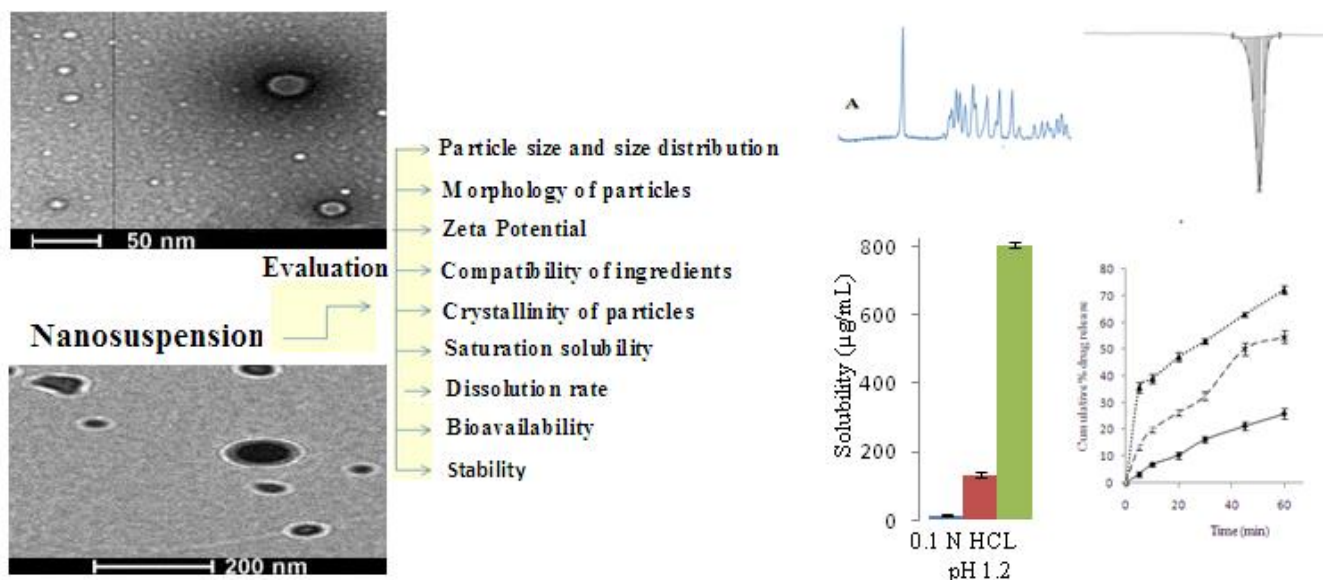 50 nm
Evaluation
Nanosuspension
200 nm
Particle size and size distribution
Morphology of particles
Zeta Potential
Compatibility of ingredients
Crystallinity of particles
Saturation solubility
Dissolution rate
Bioavailability
Stability
A
Solubility (µg/mL)
800
600
400
200
0
0.1 N HCL
pH 1.2
Cumulative % drug release
80
70
60
50
40
30
20
10
0
0 20 40 60
Time (min)